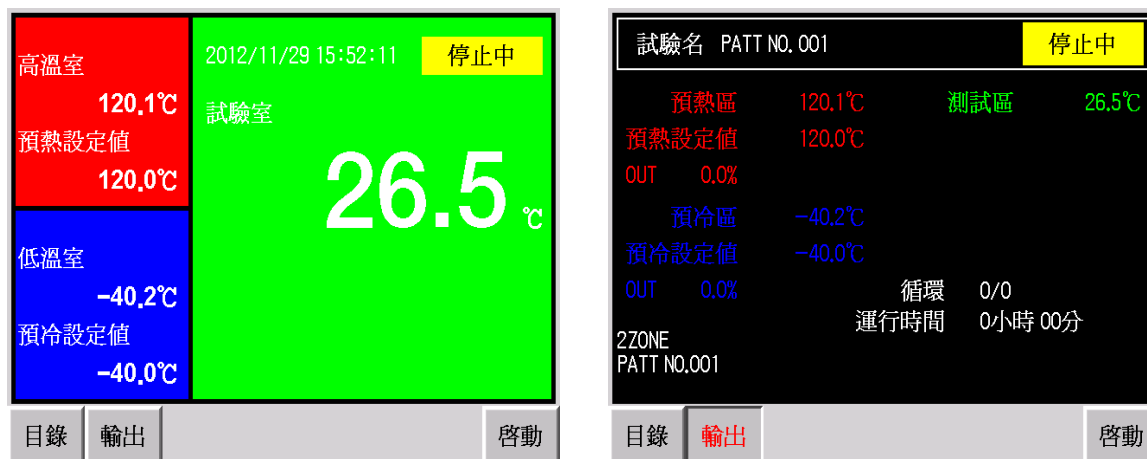 高溫室
120.1℃
預熱設定值
120.0℃
低溫室
-40.2℃
預冷設定值
-40.0℃
2012/11/29 15:52:11 停止中
試驗室
26.5 ℃
目錄 輸出 啓動
試驗名 PATT NO.001 停止中
預熱區 120.1℃ 測試區 26.5℃
預熱設定值 120.0℃
OUT 0.0%
預冷區 -40.2℃
預冷設定值 -40.0℃
OUT 0.0% 循環 0/0
運行時間 0小時 00分
2ZONE
PATT NO.001
目錄 輸出 啓動